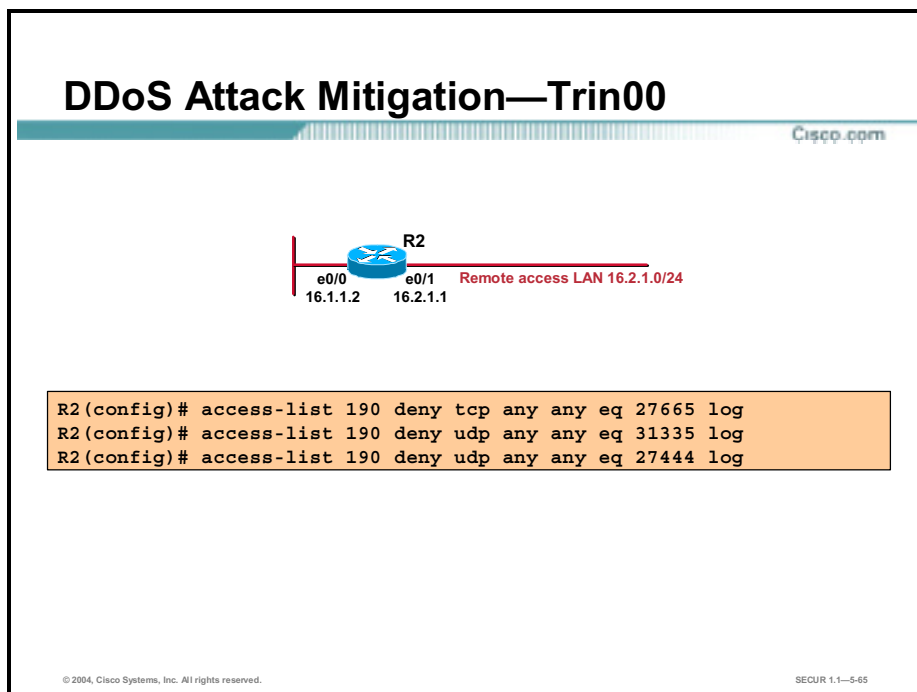 DDoS Attack Mitigation—Trin00
Cisco.com
R2
e0/0 e0/1 Remote access LAN 16.2.1.0/24
16.1.1.2 16.2.1.1
R2(config)# access-list 190 deny tcp any any eq 27665 log
R2(config)# access-list 190 deny udp any any eq 31335 log
R2(config)# access-list 190 deny udp any any eq 27444 log
© 2004, Cisco Systems, Inc. All rights reserved. SECUR 1.1—5-65